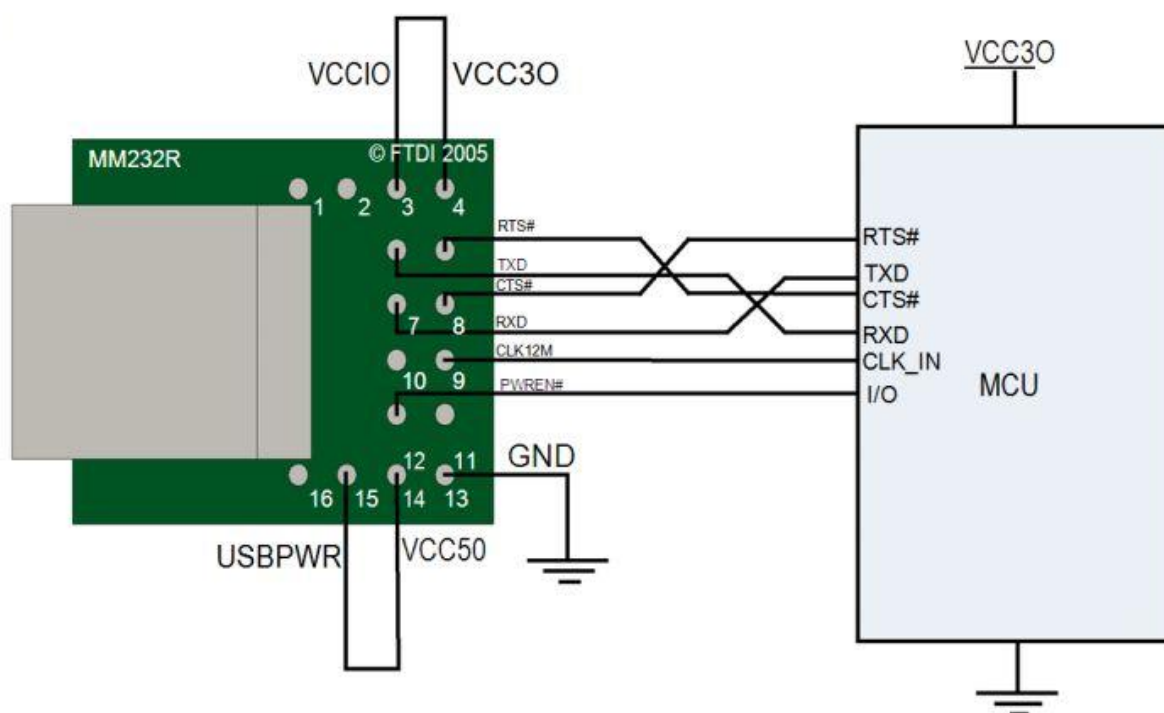 VCCIO
VCC3O
VCC3O
MM232R
© FTDI 2005
1
2
3
4
RTS#
RTS#
TXD
TXD
CTS#
CTS#
7
8
RXD
RXD
CLK12M
CLK_IN
10
9
PWREN#
I/O
MCU
12
11
GND
16
15
14
13
USBPWR
VCC50